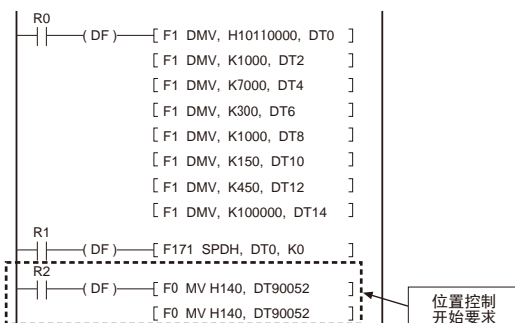 R0
( DF ) [ F1 DMV, H10110000, DT0 ]
[ F1 DMV, K1000, DT2 ]
[ F1 DMV, K7000, DT4 ]
[ F1 DMV, K300, DT6 ]
[ F1 DMV, K1000, DT8 ]
[ F1 DMV, K150, DT10 ]
[ F1 DMV, K450, DT12 ]
[ F1 DMV, K100000, DT14 ]
R1
( DF ) [ F171 SPDH, DT0, K0 ]
R2
( DF ) [ F0 MV H140, DT90052 ]
[ F0 MV H140, DT90052 ]
位置控制
开始要求